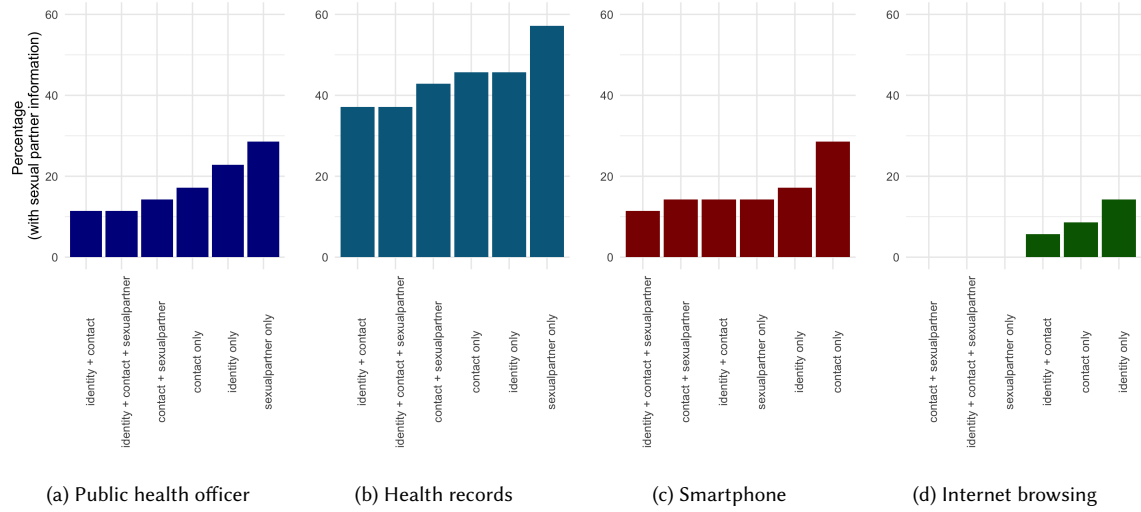 Percentage
(with sexual partner information)
60
40
20
0
identity + contact
identity + contact + sexualpartner
contact + sexualpartner
contact only
identity only
sexualpartner only
(a) Public health officer
60
40
20
0
identity + contact
identity + contact + sexualpartner
contact + sexualpartner
contact only
identity only
sexualpartner only
(b) Health records
60
40
20
0
identity + contact + sexualpartner
contact + sexualpartner
identity + contact
sexualpartner only
identity only
contact only
(c) Smartphone
60
40
20
0
contact + sexualpartner
identity + contact + sexualpartner
sexualpartner only
identity + contact
contact only
identity only
(d) Internet browsing